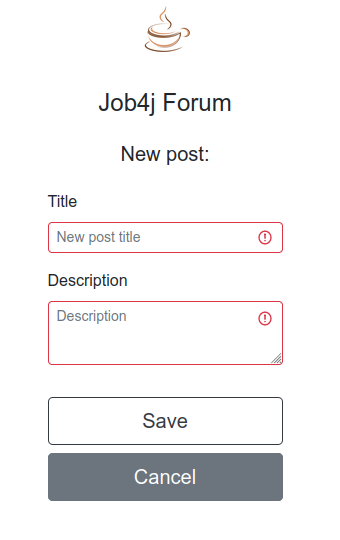 Job4j Forum
New post:
Title
New post title
Description
Description
Save
Cancel